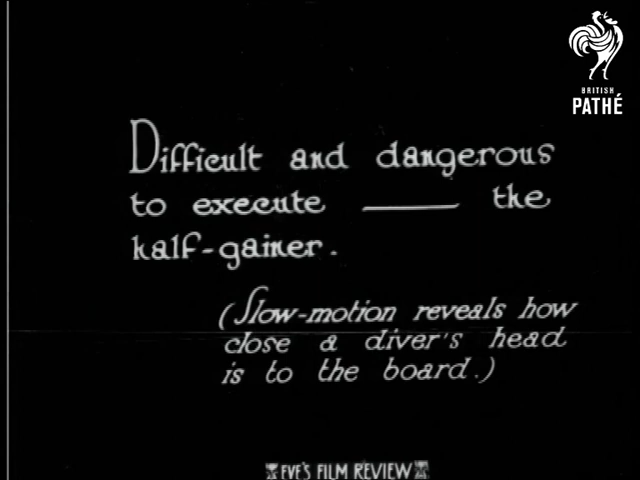 BRITISH
PATHÉ
Difficult and dangerous
to execute —— the
half-gainer.
(Slow-motion reveals how
close a diver's head
is to the board.)
EVE'S FILM REVIEW